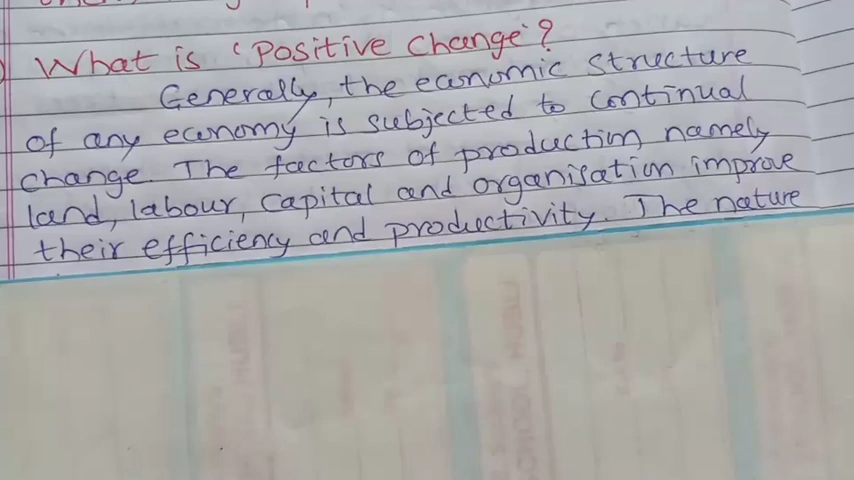 What is 'Positive Change'?
Generally, the economic structure
of any economy is subjected to continual
change. The factors of production namely
land, labour, capital and organisation improve
their efficiency and productivity. The nature